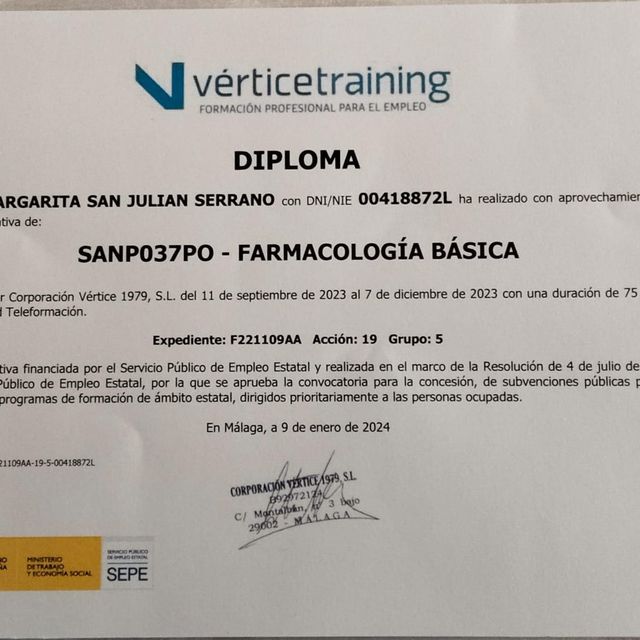 vérticetraining
FORMACIÓN PROFESIONAL PARA EL EMPLEO
DIPLOMA
ARGARITA SAN JULIAN SERRANO con DNI/NIE 00418872L ha realizado con aprovechamien
ativa de:
SANP037PO - FARMACOLOGÍA BÁSICA
r Corporación Vértice 1979, S.L. del 11 de septiembre de 2023 al 7 de diciembre de 2023 con una duración de 75
d Teleformación.
Expediente: F221109AA Acción: 19 Grupo: 5
tiva financiada por el Servicio Público de Empleo Estatal y realizada en el marco de la Resolución de 4 de julio de
Público de Empleo Estatal, por la que se aprueba la convocatoria para la concesión, de subvenciones públicas p
programas de formación de ámbito estatal, dirigidos prioritariamente a las personas ocupadas.
En Málaga, a 9 de enero de 2024
21109AA-19-5-00418872L
CORPORACIÓN VÉRTICE 1979, S.L.
C/ Montalbán, 3 bajo
29002 - MÁLAGA
MINISTERIO
DE TRABAJO
Y ECONOMÍA SOCIAL
SERVICIO PÚBLICO
DE EMPLEO ESTATAL
SEPE